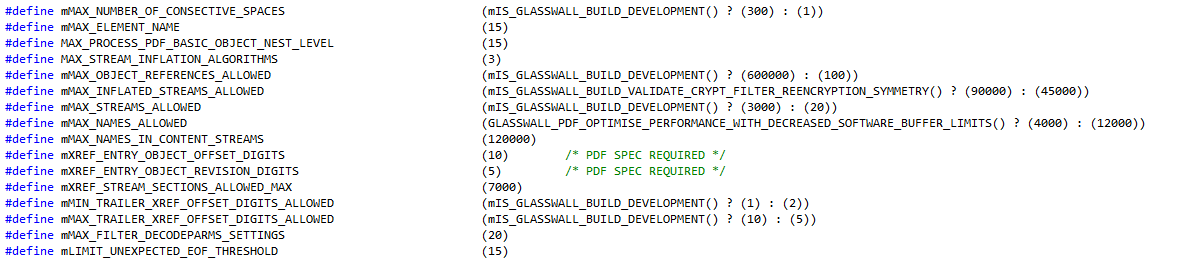 #define mMAX_NUMBER_OF_CONSECTIVE_SPACES (mIS_GLASSWALL_BUILD_DEVELOPMENT() ? (300) : (1))
#define mMAX_ELEMENT_NAME (15)
#define MAX_PROCESS_PDF_BASIC_OBJECT_NEST_LEVEL (15)
#define MAX_STREAM_INFLATION_ALGORITHMS (3)
#define mMAX_OBJECT_REFERENCES_ALLOWED (mIS_GLASSWALL_BUILD_DEVELOPMENT() ? (600000) : (100))
#define mMAX_INFLATED_STREAMS_ALLOWED (mIS_GLASSWALL_BUILD_VALIDATE_CRYPT_FILTER_REENCRYPTION_SYMMETRY() ? (90000) : (45000))
#define mMAX_STREAMS_ALLOWED (mIS_GLASSWALL_BUILD_DEVELOPMENT() ? (3000) : (20))
#define mMAX_NAMES_ALLOWED (GLASSWALL_PDF_OPTIMISE_PERFORMANCE_WITH_DECREASED_SOFTWARE_BUFFER_LIMITS() ? (4000) : (12000))
#define mMAX_NAMES_IN_CONTENT_STREAMS (120000)
#define mXREF_ENTRY_OBJECT_OFFSET_DIGITS (10) /* PDF SPEC REQUIRED */
#define mXREF_ENTRY_OBJECT_REVISION_DIGITS (5) /* PDF SPEC REQUIRED */
#define mXREF_STREAM_SECTIONS_ALLOWED_MAX (7000)
#define mMIN_TRAILER_XREF_OFFSET_DIGITS_ALLOWED (mIS_GLASSWALL_BUILD_DEVELOPMENT() ? (1) : (2))
#define mMAX_TRAILER_XREF_OFFSET_DIGITS_ALLOWED (mIS_GLASSWALL_BUILD_DEVELOPMENT() ? (10) : (5))
#define mMAX_FILTER_DECODEPARMS_SETTINGS (20)
#define mLIMIT_UNEXPECTED_EOF_THRESHOLD (15)